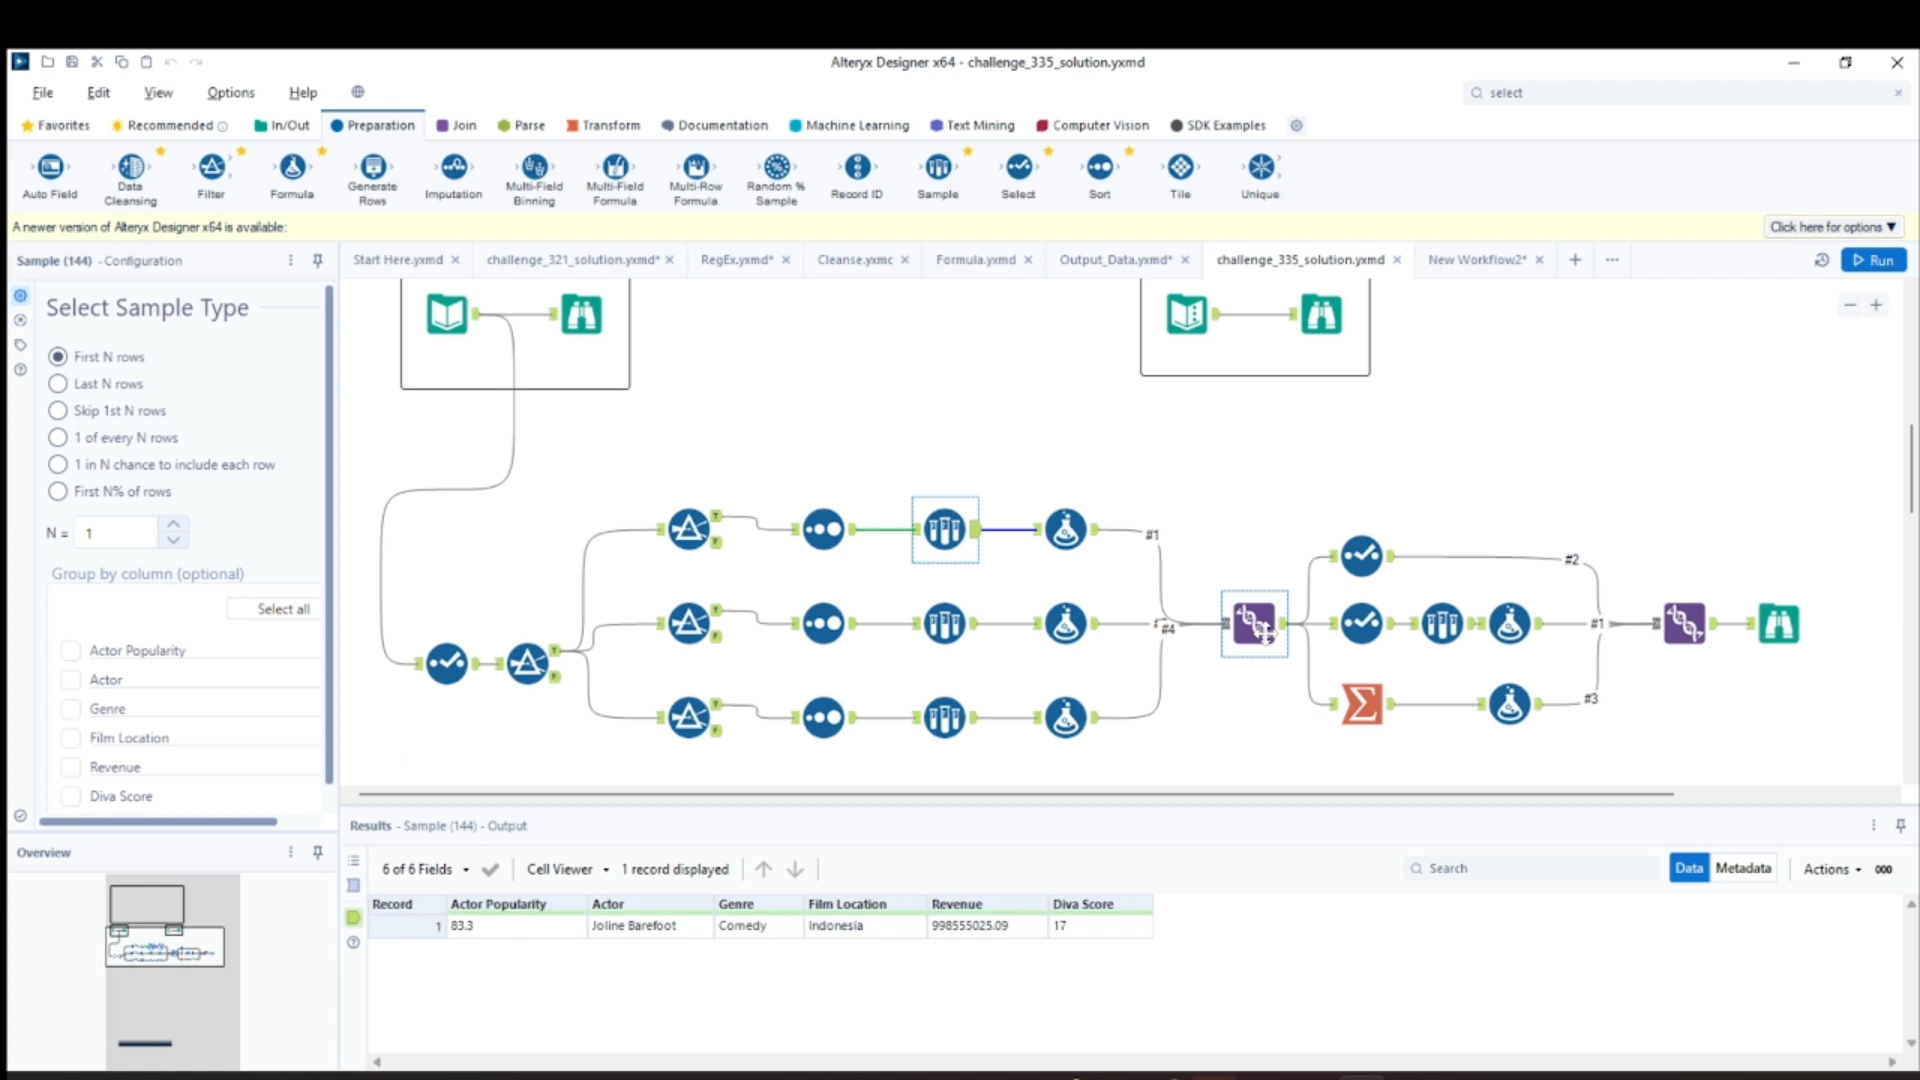 Alteryx Designer x64 - challenge_335_solution.yxmd
File Edit View Options Help
select
Favorites Recommended In/Out Preparation Join Parse Transform Documentation Machine Learning Text Mining Computer Vision SDK Examples
Auto Field Data Cleansing Filter Formula Generate Rows Imputation Multi-Field Binning Multi-Field Formula Multi-Row Formula Random % Sample Record ID Sample Select Sort Tile Unique
A newer version of Alteryx Designer x64 is available: Click here for options ▼
Sample (144) - Configuration
Start Here.yxmd challenge_321_solution.yxmd* RegEx.yxmd* Cleanse.yxmc Formula.yxmd Output_Data.yxmd* challenge_335_solution.yxmd New Workflow2* Run
Select Sample Type
First N rows
Last N rows
Skip 1st N rows
1 of every N rows
1 in N chance to include each row
First N% of rows
N = 1
Group by column (optional)
Select all
Actor Popularity
Actor
Genre
Film Location
Revenue
Diva Score
T
F
T
F
T
F
T
F
#1
#4
#2
#1
#3
Overview
Results - Sample (144) - Output
6 of 6 Fields Cell Viewer 1 record displayed Search Data Metadata Actions 000
Record Actor Popularity Actor Genre Film Location Revenue Diva Score
1 83.3 Joline Barefoot Comedy Indonesia 998555025.09 17